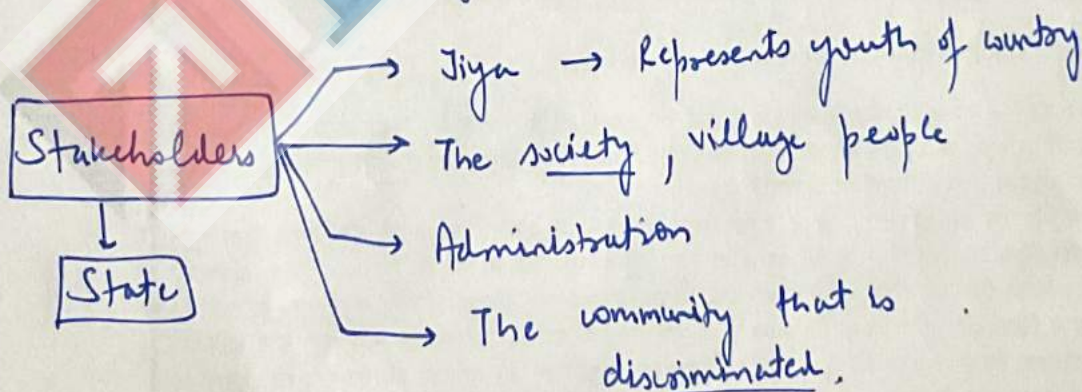 Jiya → Represents youth of country
Stakeholders
The society, village people
Administration
State
The community that is
discriminated.